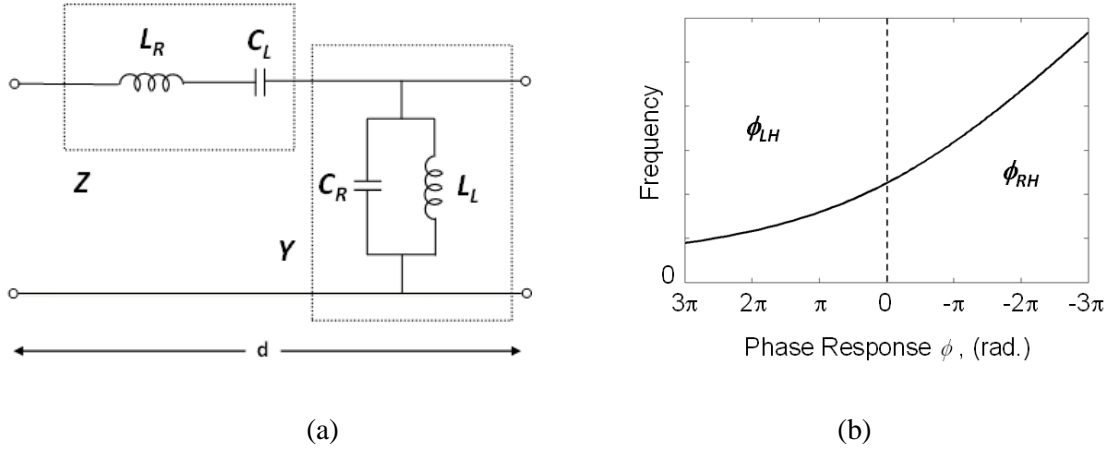 L_R C_L
Z
C_R L_L
Y
d
(a)
Frequency
ϕ_LH
ϕ_RH
0
3π 2π π 0 -π -2π -3π
Phase Response ϕ , (rad.)
(b)